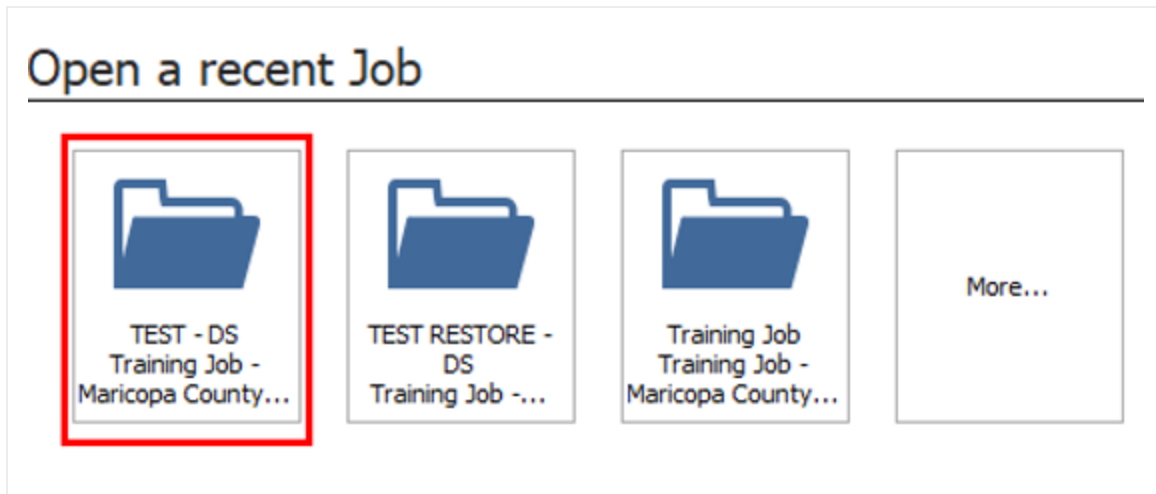 Open a recent Job
TEST - DS
Training Job -
Maricopa County...
TEST RESTORE -
DS
Training Job -...
Training Job
Training Job -
Maricopa County...
More...